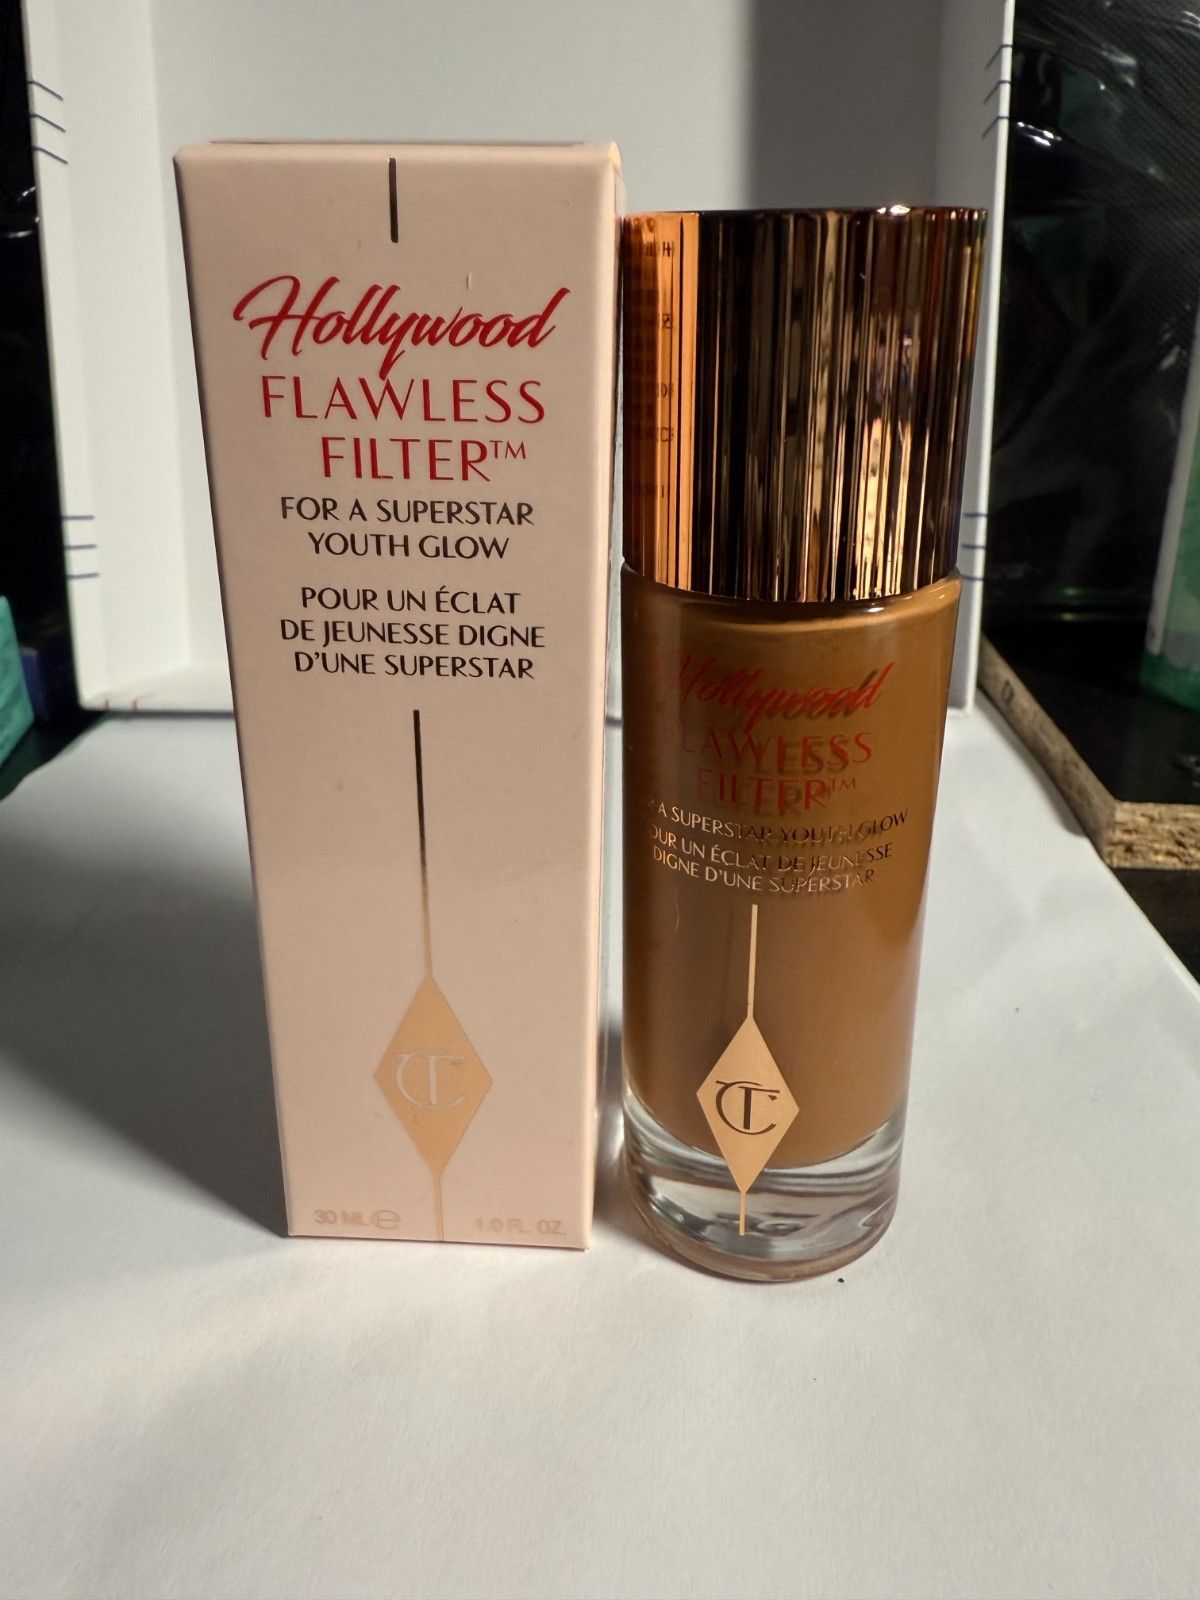 Hollywood
FLAWLESS
FILTER™
FOR A SUPERSTAR
YOUTH GLOW
POUR UN ÉCLAT
DE JEUNESSE DIGNE
D'UNE SUPERSTAR
CT
30 ML ℮ 1.0 FL. OZ.
Hollywood
FLAWLESS
FILTER™
A SUPERSTAR YOUTH GLOW
POUR UN ÉCLAT DE JEUNESSE
DIGNE D'UNE SUPERSTAR
CT